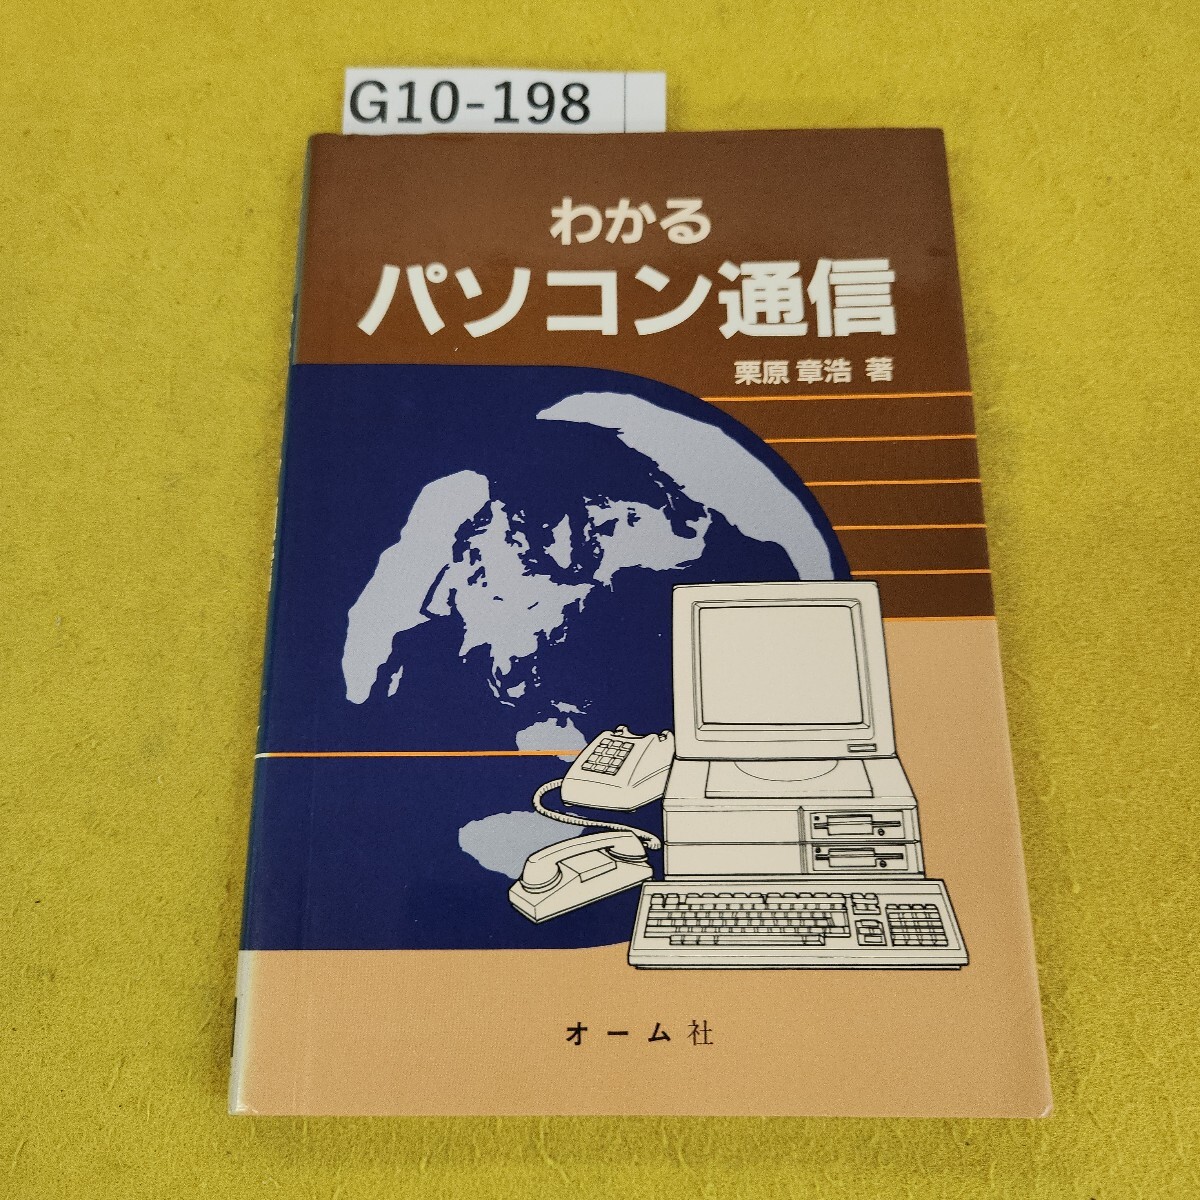 G10-198
わかる
パソコン通信
栗原 章浩 著
オーム社